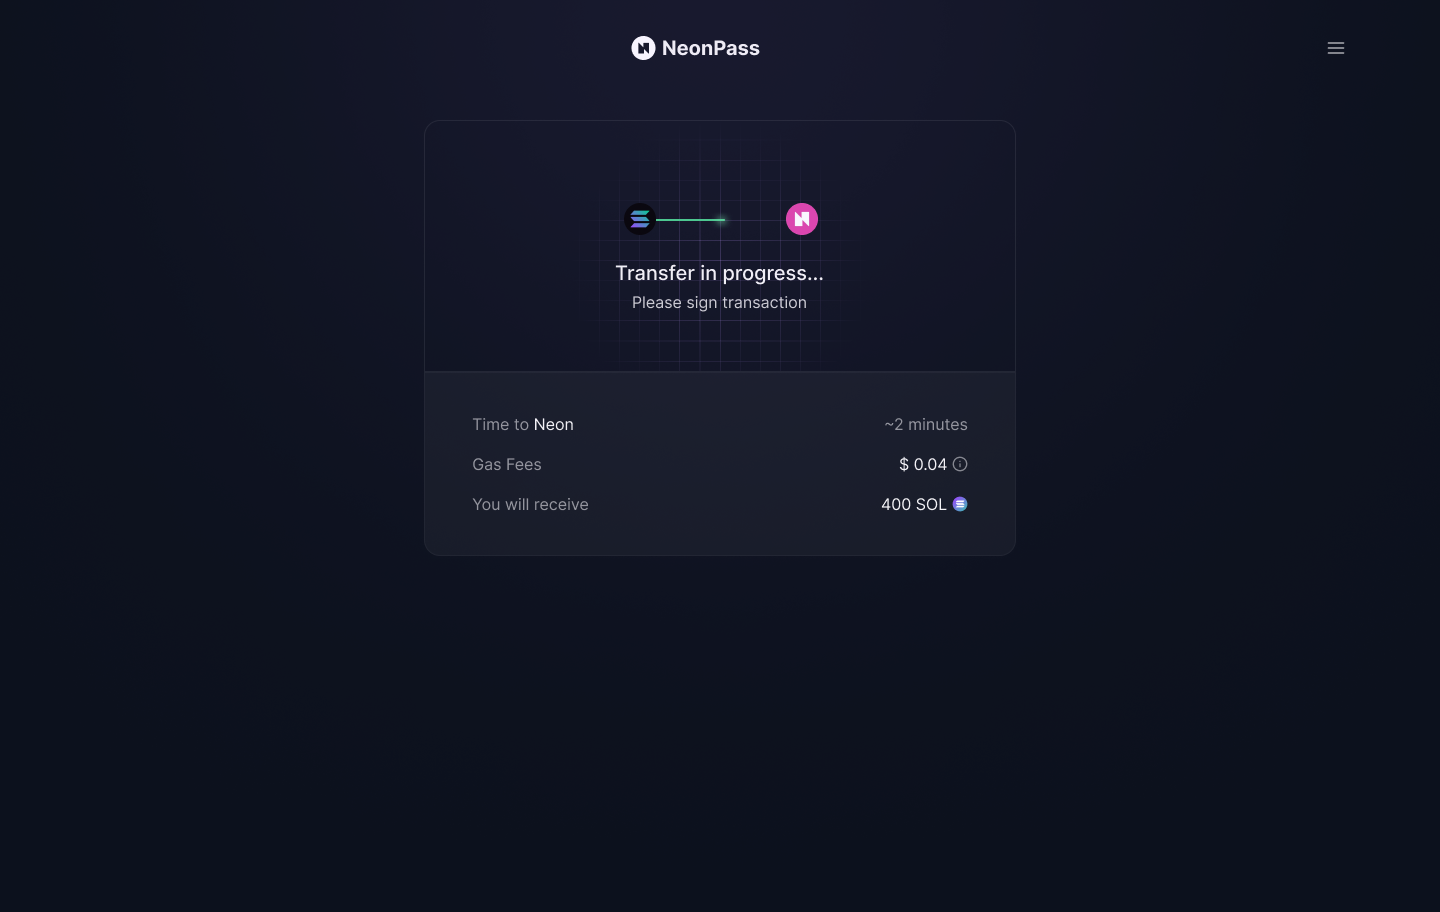 NeonPass
Transfer in progress...
Please sign transaction
Time to Neon ~2 minutes
Gas Fees $ 0.04
You will receive 400 SOL